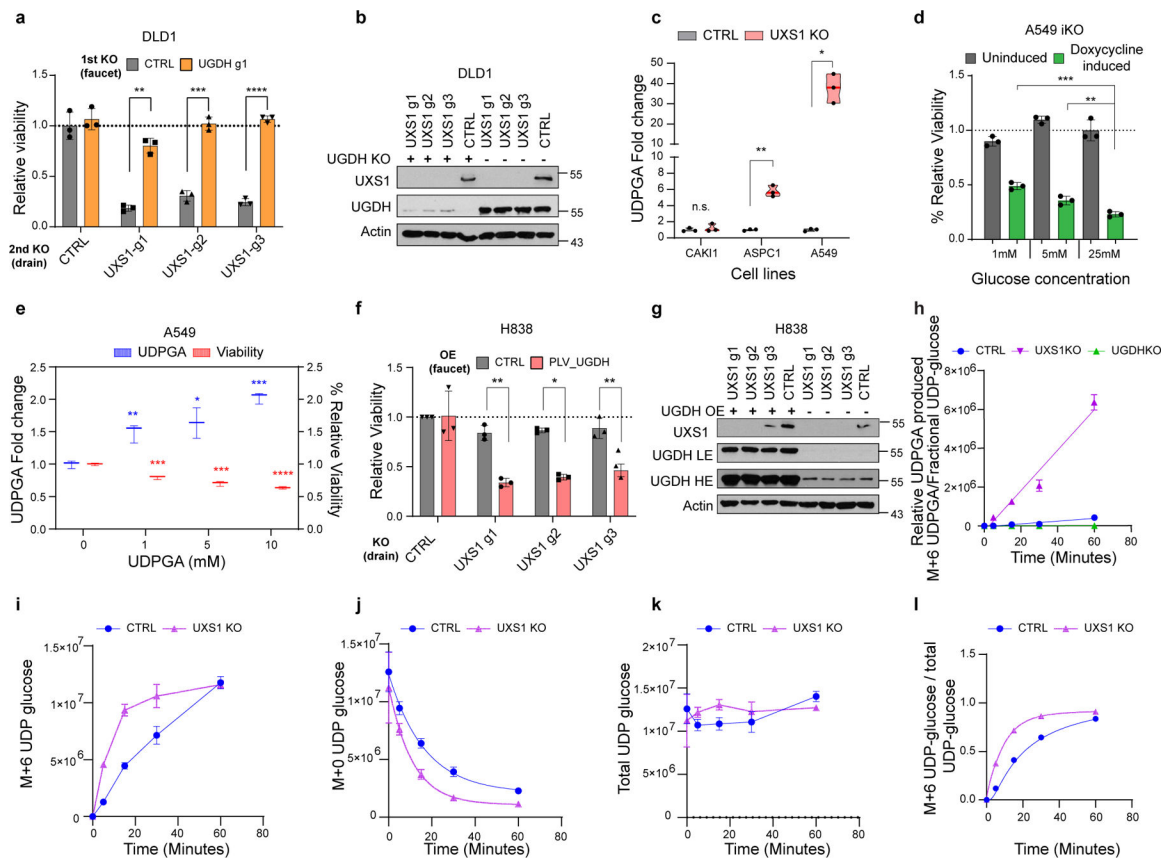 a
DLD1
1st KO
(faucet)
CTRL
UGDH g1
Relative viability
1.5
1.0
0.5
0.0
**
***
****
2nd KO
(drain)
CTRL
UXS1-g1
UXS1-g2
UXS1-g3
b
DLD1
UXS1 g1
UXS1 g2
UXS1 g3
CTRL
UXS1 g1
UXS1 g2
UXS1 g3
CTRL
UGDH KO + + + + - - - -
UXS1
55
UGDH
55
Actin
43
c
CTRL
UXS1 KO
UDPGA Fold change
50
40
30
20
10
6
4
2
0
n.s.
**
*
CAKI1
ASPC1
A549
Cell lines
d
A549 iKO
Uninduced
Doxycycline
induced
% Relative Viability
1.5
1.0
0.5
0.0
***
**
1mM
5mM
25mM
Glucose concentration
e
A549
UDPGA
Viability
UDPGA Fold change
2.5
2.0
1.5
1.0
0.5
0.0
**
*
***
***
***
****
2.5
2.0
1.5
1.0
0.5
0.0
% Relative Viability
0
1
5
10
UDPGA (mM)
f
H838
OE
(faucet)
CTRL
PLV_UGDH
Relative Viability
1.5
1.0
0.5
0.0
**
*
**
KO
(drain)
CTRL
UXS1 g1
UXS1 g2
UXS1 g3
g
H838
UXS1 g1
UXS1 g2
UXS1 g3
CTRL
UXS1 g1
UXS1 g2
UXS1 g3
CTRL
UGDH OE + + + + - - - -
UXS1
55
UGDH LE
UGDH HE
55
Actin
43
h
CTRL
UXS1KO
UGDHKO
Relative UDPGA produced
M+6 UDPGA/Fractional UDP-glucose
8×10⁶
6×10⁶
4×10⁶
2×10⁶
0
0
20
40
60
80
Time (Minutes)
i
CTRL
UXS1 KO
M+6 UDP glucose
1.5×10⁷
1×10⁷
5×10⁶
0
0
20
40
60
80
Time (Minutes)
j
CTRL
UXS1 KO
M+0 UDP glucose
1.5×10⁷
1×10⁷
5×10⁶
0
0
20
40
60
80
Time (Minutes)
k
CTRL
UXS1 KO
Total UDP glucose
2×10⁷
1.5×10⁷
1×10⁷
5×10⁶
0
0
20
40
60
80
Time (Minutes)
l
CTRL
UXS1 KO
M+6 UDP-glucose / total
UDP-glucose
1.5
1.0
0.5
0.0
0
20
40
60
80
Time (Minutes)